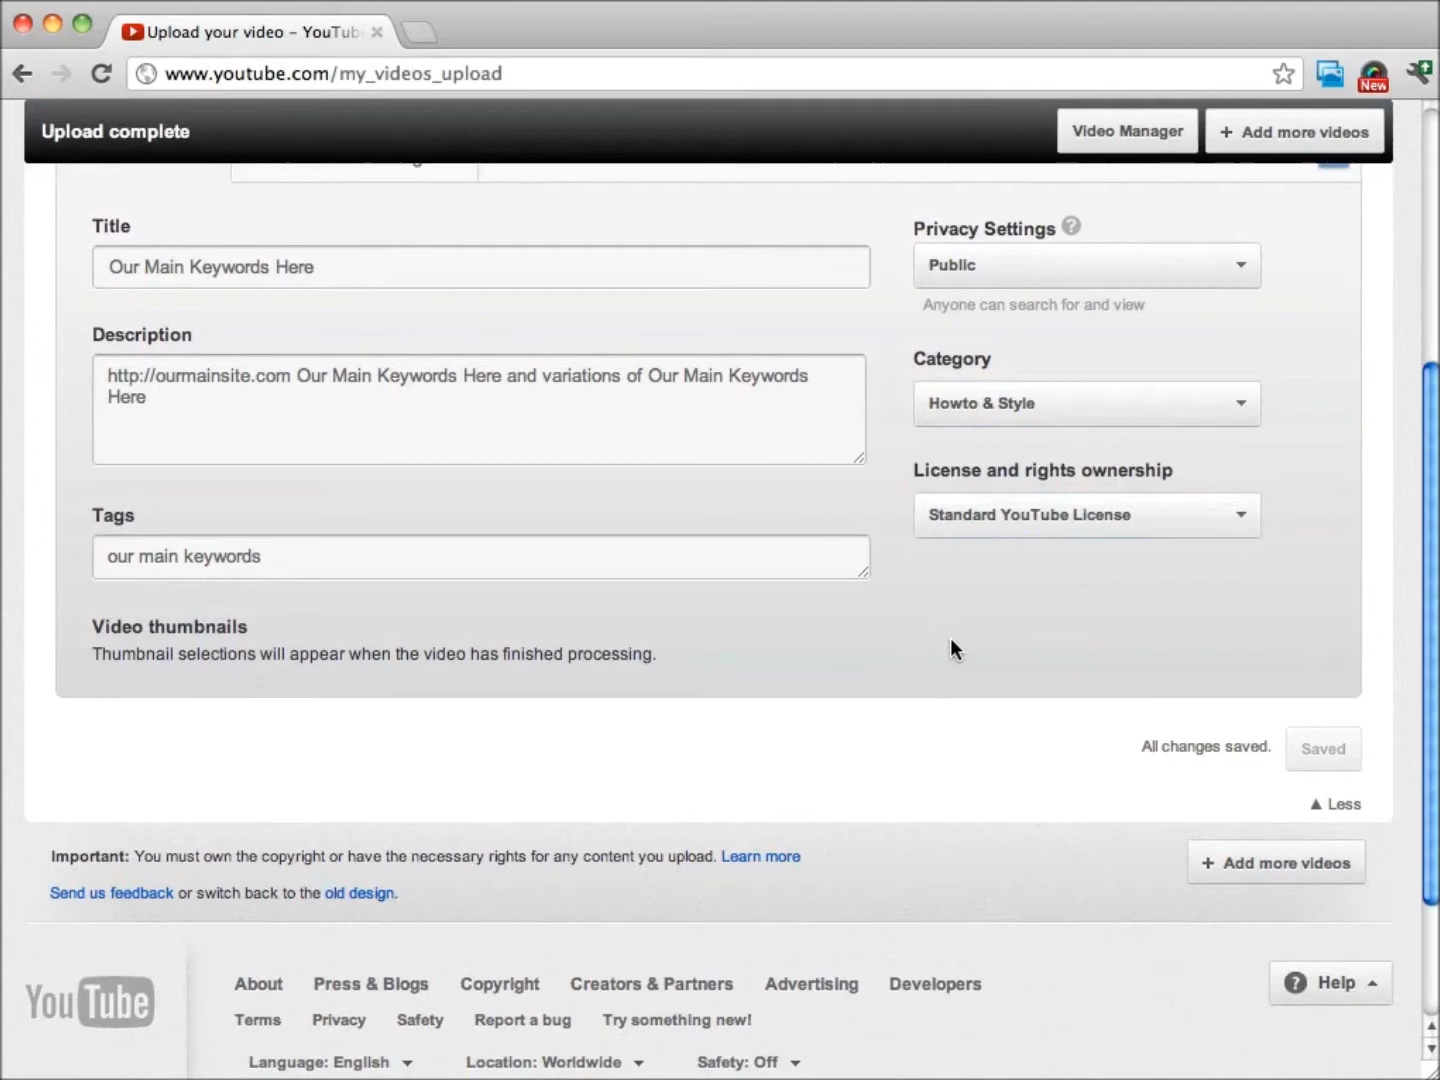 Upload your video – YouTub
www.youtube.com/my_videos_upload
New
Upload complete
Video Manager
+ Add more videos
Title
Privacy Settings ?
Our Main Keywords Here
Public
Anyone can search for and view
Description
Category
http://ourmainsite.com Our Main Keywords Here and variations of Our Main Keywords
Here
Howto & Style
License and rights ownership
Standard YouTube License
Tags
our main keywords
Video thumbnails
Thumbnail selections will appear when the video has finished processing.
All changes saved.
Saved
▲ Less
Important: You must own the copyright or have the necessary rights for any content you upload. Learn more
+ Add more videos
Send us feedback or switch back to the old design.
YouTube
About Press & Blogs Copyright Creators & Partners Advertising Developers
? Help
Terms Privacy Safety Report a bug Try something new!
Language: English Location: Worldwide Safety: Off